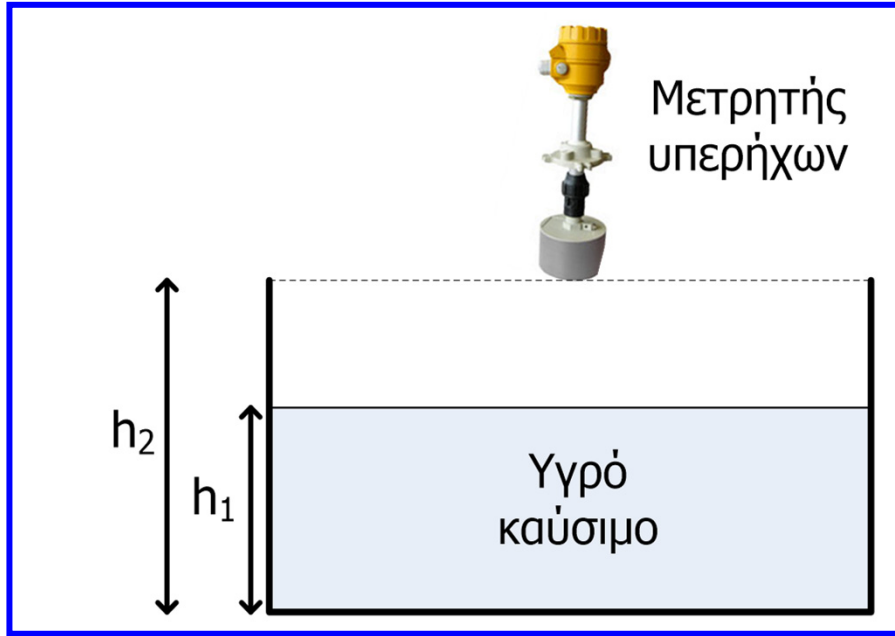 Μετρητής
υπερήχων
h₂
h₁
Υγρό
καύσιμο